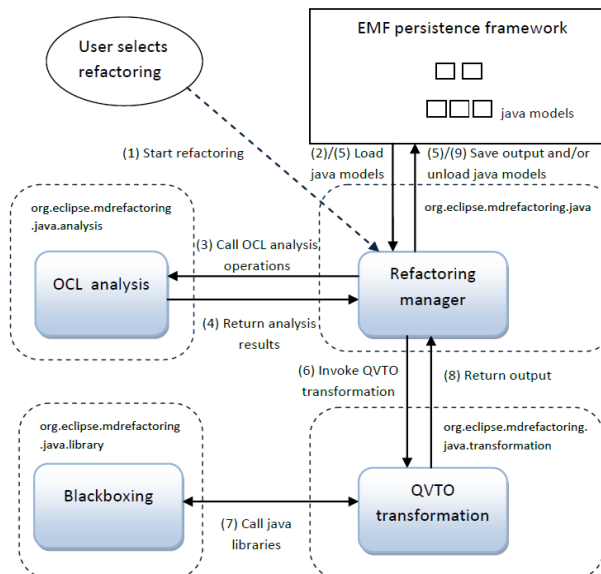 EMF persistence framework
User selects
refactoring
java models
(1) Start refactoring
(2)/(5) Load
java models
(5)/(9) Save output and/or
unload java models
org.eclipse.mdrefactoring
.java.analysis
org.eclipse.mdrefactoring.java
(3) Call OCL analysis
operations
OCL analysis
Refactoring
manager
(4) Return analysis
results
(6) Invoke QVTO
transformation
(8) Return output
org.eclipse.mdrefactoring
.java.library
org.eclipse.mdrefactoring.
java.transformation
Blackboxing
QVTO
transformation
(7) Call java
libraries